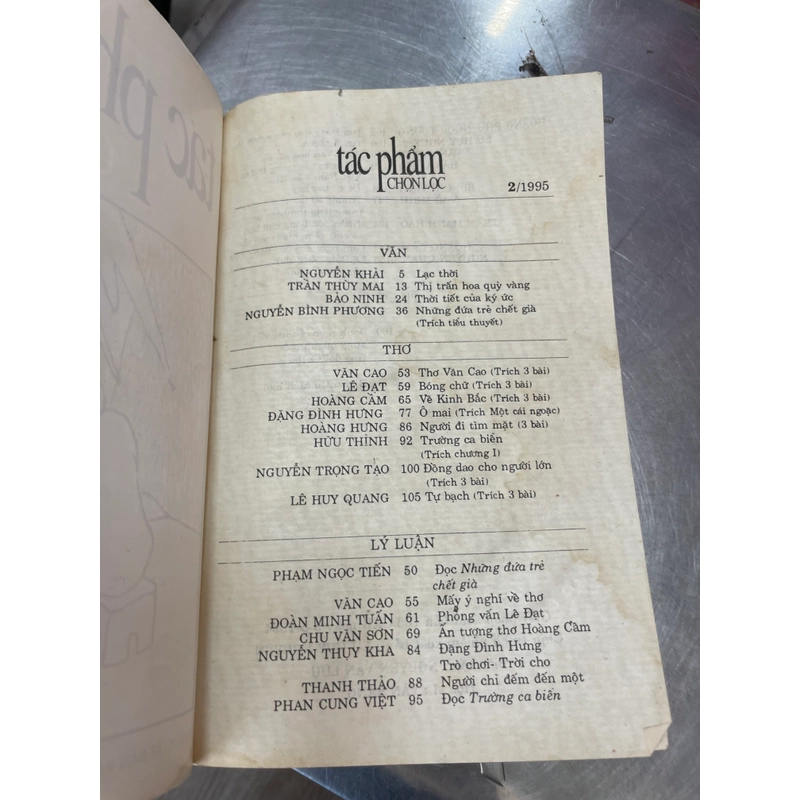 tác ph
tác phẩm
CHỌN LỌC
2/1995
VĂN
NGUYỄN KHẢI 5 Lạc thời
TRẦN THÙY MAI 13 Thị trấn hoa quỳ vàng
BẢO NINH 24 Thời tiết của ký ức
NGUYỄN BÌNH PHƯƠNG 36 Những đứa trẻ chết già
(Trích tiểu thuyết)
THƠ
VĂN CAO 53 Thơ Văn Cao (Trích 3 bài)
LÊ ĐẠT 59 Bóng chữ (Trích 3 bài)
HOÀNG CẦM 65 Về Kinh Bắc (Trích 3 bài)
ĐẶNG ĐÌNH HƯNG 77 Ô mai (Trích Một cái ngoặc)
HOÀNG HƯNG 86 Người đi tìm mặt (3 bài)
HỮU THỈNH 92 Trường ca biển
(Trích chương I)
NGUYỄN TRỌNG TẠO 100 Đồng dao cho người lớn
(Trích 3 bài)
LÊ HUY QUANG 105 Tự bạch (Trích 3 bài)
LÝ LUẬN
PHẠM NGỌC TIẾN 50 Đọc Những đứa trẻ
chết già
VĂN CAO 55 Mấy ý nghĩ về thơ
ĐOÀN MINH TUẤN 61 Phỏng vấn Lê Đạt
CHU VĂN SƠN 69 Ấn tượng thơ Hoàng Cầm
NGUYỄN THỤY KHA 84 Đặng Đình Hưng
Trò chơi- Trời cho
THANH THẢO 88 Người chỉ đếm đến một
PHAN CUNG VIỆT 95 Đọc Trường ca biển